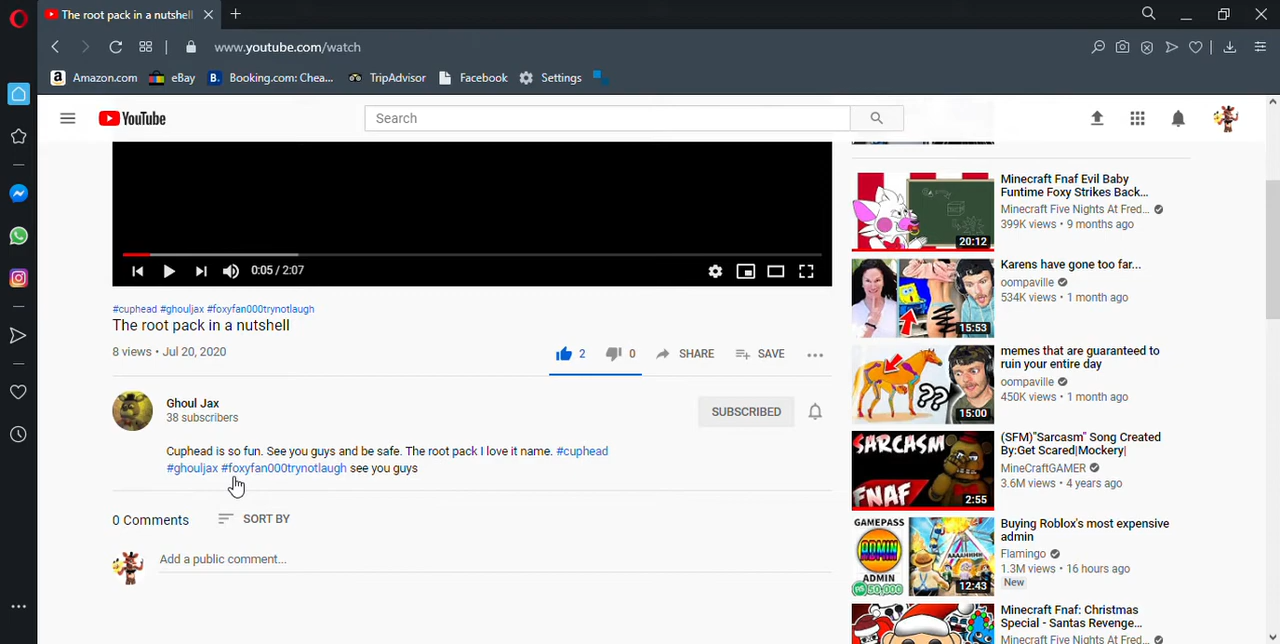 The root pack in a nutshell
www.youtube.com/watch
Amazon.com
eBay
Booking.com: Chea...
TripAdvisor
Facebook
Settings
YouTube
Search
0:05 / 2:07
#cuphead #ghouljax #foxyfan000trynotlaugh
The root pack in a nutshell
8 views • Jul 20, 2020
2
0
SHARE
SAVE
Ghoul Jax
38 subscribers
SUBSCRIBED
Cuphead is so fun. See you guys and be safe. The root pack I love it name. #cuphead
#ghouljax #foxyfan000trynotlaugh see you guys
0 Comments
SORT BY
Add a public comment...
20:12
Minecraft Fnaf Evil Baby
Funtime Foxy Strikes Back...
Minecraft Five Nights At Fred...
399K views • 9 months ago
15:53
Karens have gone too far...
oompaville
534K views • 1 month ago
??
15:00
memes that are guaranteed to
ruin your entire day
oompaville
450K views • 1 month ago
SARCASM
FNAF
2:55
(SFM)"Sarcasm" Song Created
By:Get Scared|Mockery|
MineCraftGAMER
3.6M views • 4 years ago
GAMEPASS
ADMIN
ADMIN
R$50,000
12:43
Buying Roblox's most expensive
admin
Flamingo
1.3M views • 16 hours ago
New
Minecraft Fnaf: Christmas
Special - Santas Revenge...
Minecraft Five Nights At Fred...